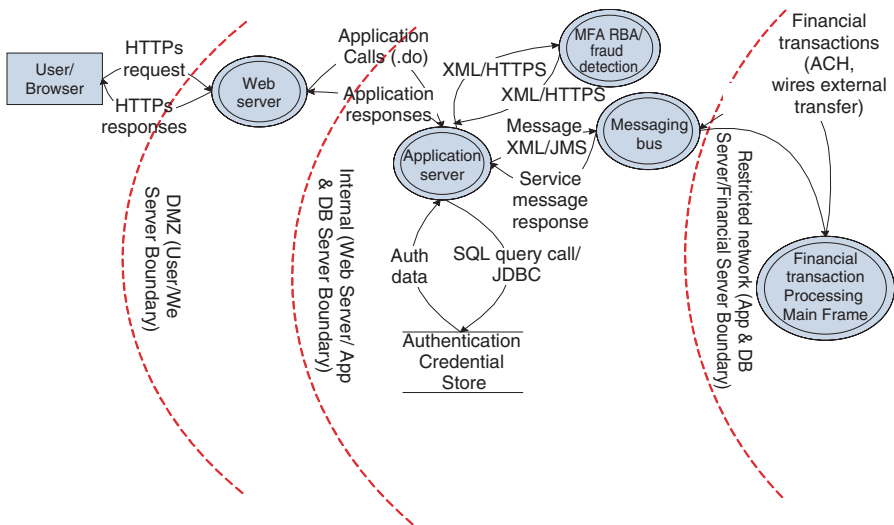 User/
Browser
HTTPs
request
HTTPs
responses
Web
server
Application
Calls (.do)
Application
responses
XML/HTTPS
XML/HTTPS
MFA RBA/
fraud
detection
Application
server
Message
XML/JMS
Service
message
response
Messaging
bus
Financial
transactions
(ACH,
wires external
transfer)
Auth
data
SQL query call/
JDBC
Authentication
Credential
Store
Financial
transaction
Processing
Main Frame
DMZ (User/We
Server Boundary)
Internal (Web Server/ App
& DB Server Boundary)
Restricted network (App & DB
Server/Financial Server Boundary)